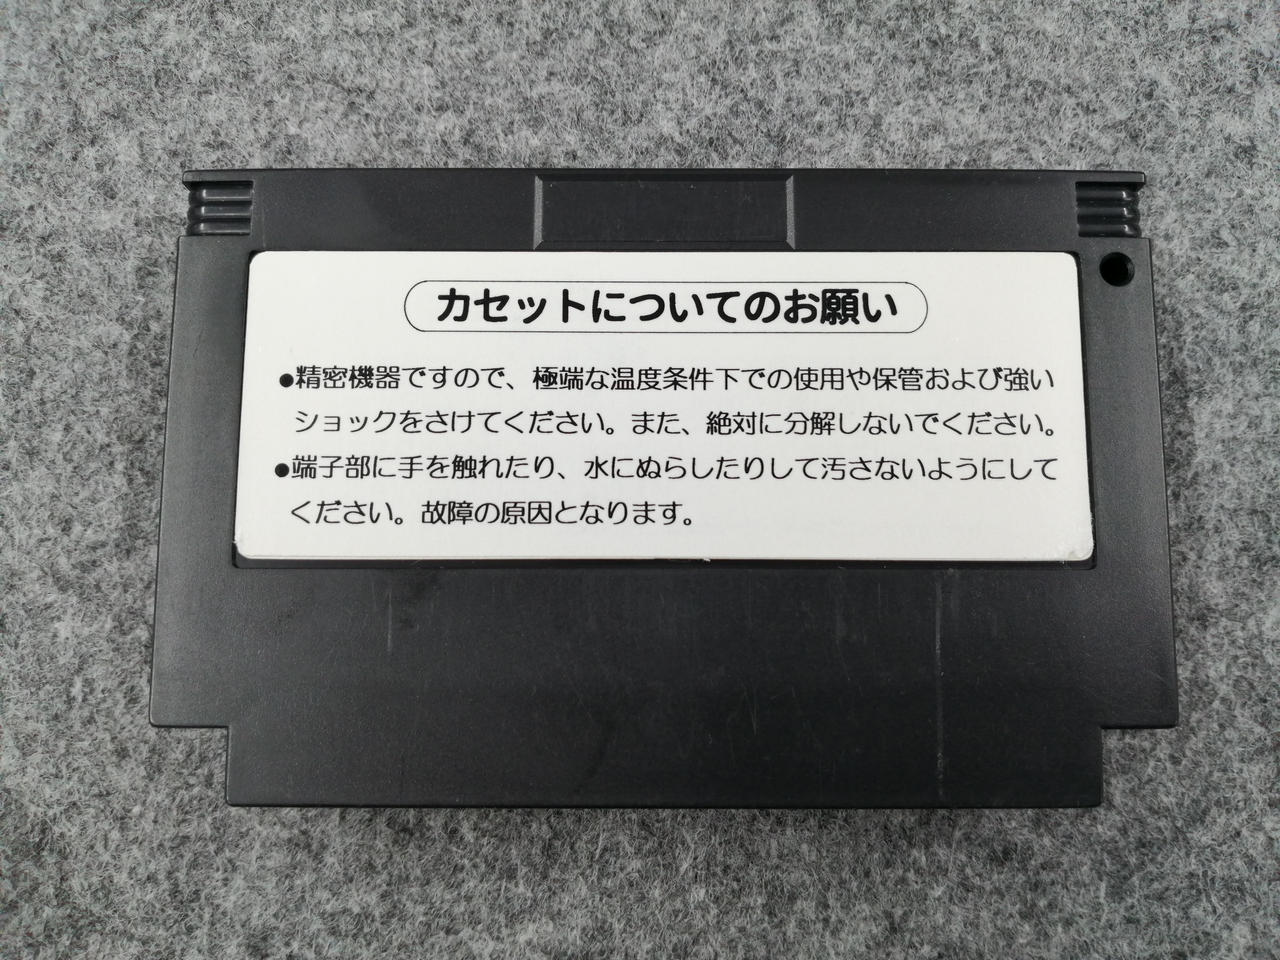 カセットについてのお願い
●精密機器ですので、極端な温度条件下での使用や保管および強い
ショックをさけてください。また、絶対に分解しないでください。
●端子部に手を触れたり、水にぬらしたりして汚さないようにして
ください。故障の原因となります。